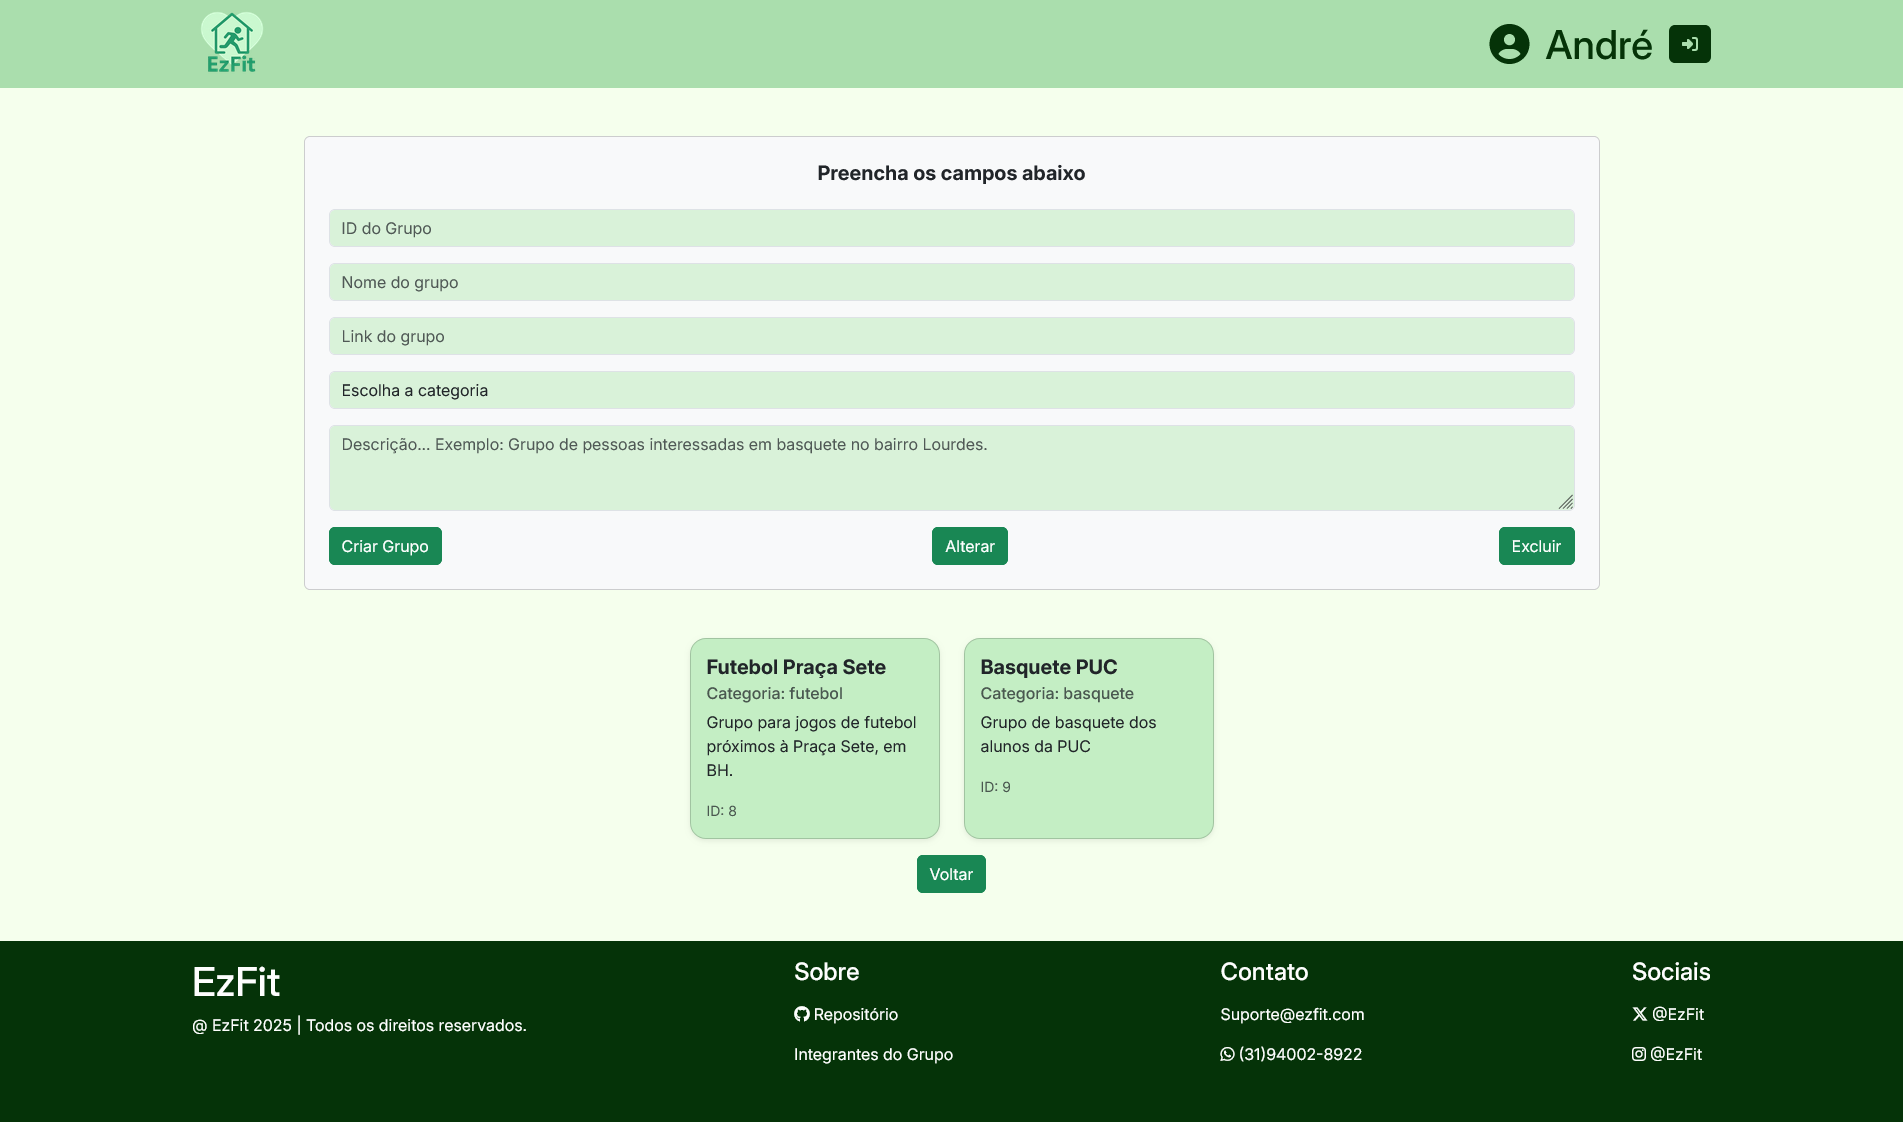 EzFit
André
Preencha os campos abaixo
ID do Grupo
Nome do grupo
Link do grupo
Escolha a categoria
Descrição... Exemplo: Grupo de pessoas interessadas em basquete no bairro Lourdes.
Criar Grupo
Alterar
Excluir
Futebol Praça Sete
Categoria: futebol
Grupo para jogos de futebol
próximos à Praça Sete, em
BH.
ID: 8
Basquete PUC
Categoria: basquete
Grupo de basquete dos
alunos da PUC
ID: 9
Voltar
EzFit
@ EzFit 2025 | Todos os direitos reservados.
Sobre
Repositório
Integrantes do Grupo
Contato
Suporte@ezfit.com
(31)94002-8922
Sociais
@EzFit
@EzFit